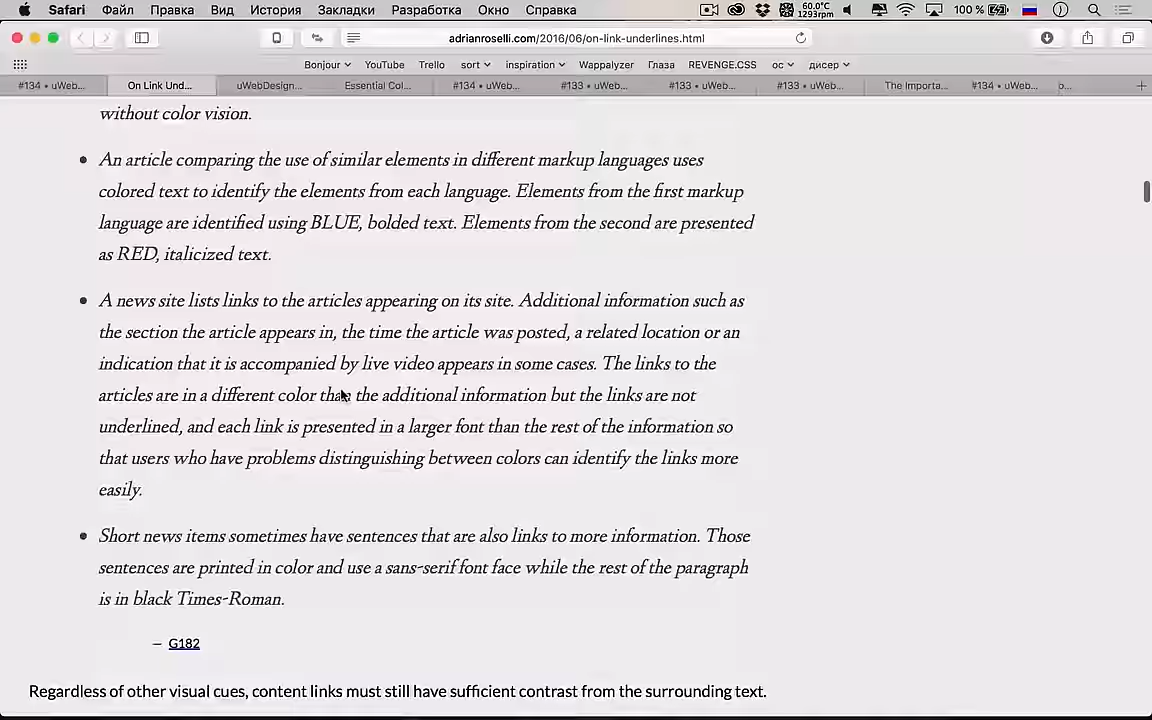 Safari Файл Правка Вид История Закладки Разработка Окно Справка 60.0°C 1293rpm 100 %
adrianroselli.com/2016/06/on-link-underlines.html
Bonjour YouTube Trello sort inspiration Wappalyzer Глаза REVENGE.CSS ос дисер
#134 • uWeb... On Link Und... uWebDesign... Essential Col... #134 • uWeb... #133 • uWeb... #133 • uWeb... #133 • uWeb... The Importa... #134 • uWeb...
without color vision.
An article comparing the use of similar elements in different markup languages uses
colored text to identify the elements from each language. Elements from the first markup
language are identified using BLUE, bolded text. Elements from the second are presented
as RED, italicized text.
A news site lists links to the articles appearing on its site. Additional information such as
the section the article appears in, the time the article was posted, a related location or an
indication that it is accompanied by live video appears in some cases. The links to the
articles are in a different color than the additional information but the links are not
underlined, and each link is presented in a larger font than the rest of the information so
that users who have problems distinguishing between colors can identify the links more
easily.
Short news items sometimes have sentences that are also links to more information. Those
sentences are printed in color and use a sans-serif font face while the rest of the paragraph
is in black Times-Roman.
— G182
Regardless of other visual cues, content links must still have sufficient contrast from the surrounding text.